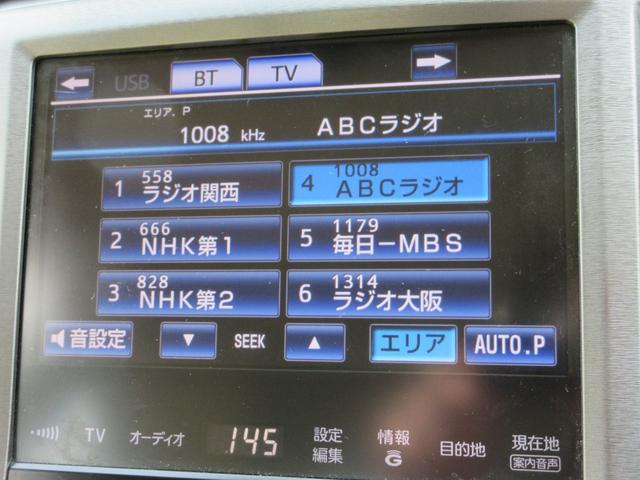 USB BT TV
エリア.P
1008 kHz ABCラジオ
1 558 ラジオ関西
4 1008 ABCラジオ
2 666 NHK第1
5 1179 毎日-MBS
3 828 NHK第2
6 1314 ラジオ大阪
音設定 ▼ SEEK ▲ エリア AUTO.P
TV オーディオ 145 設定 編集 情報 G 目的地 現在地 案内音声